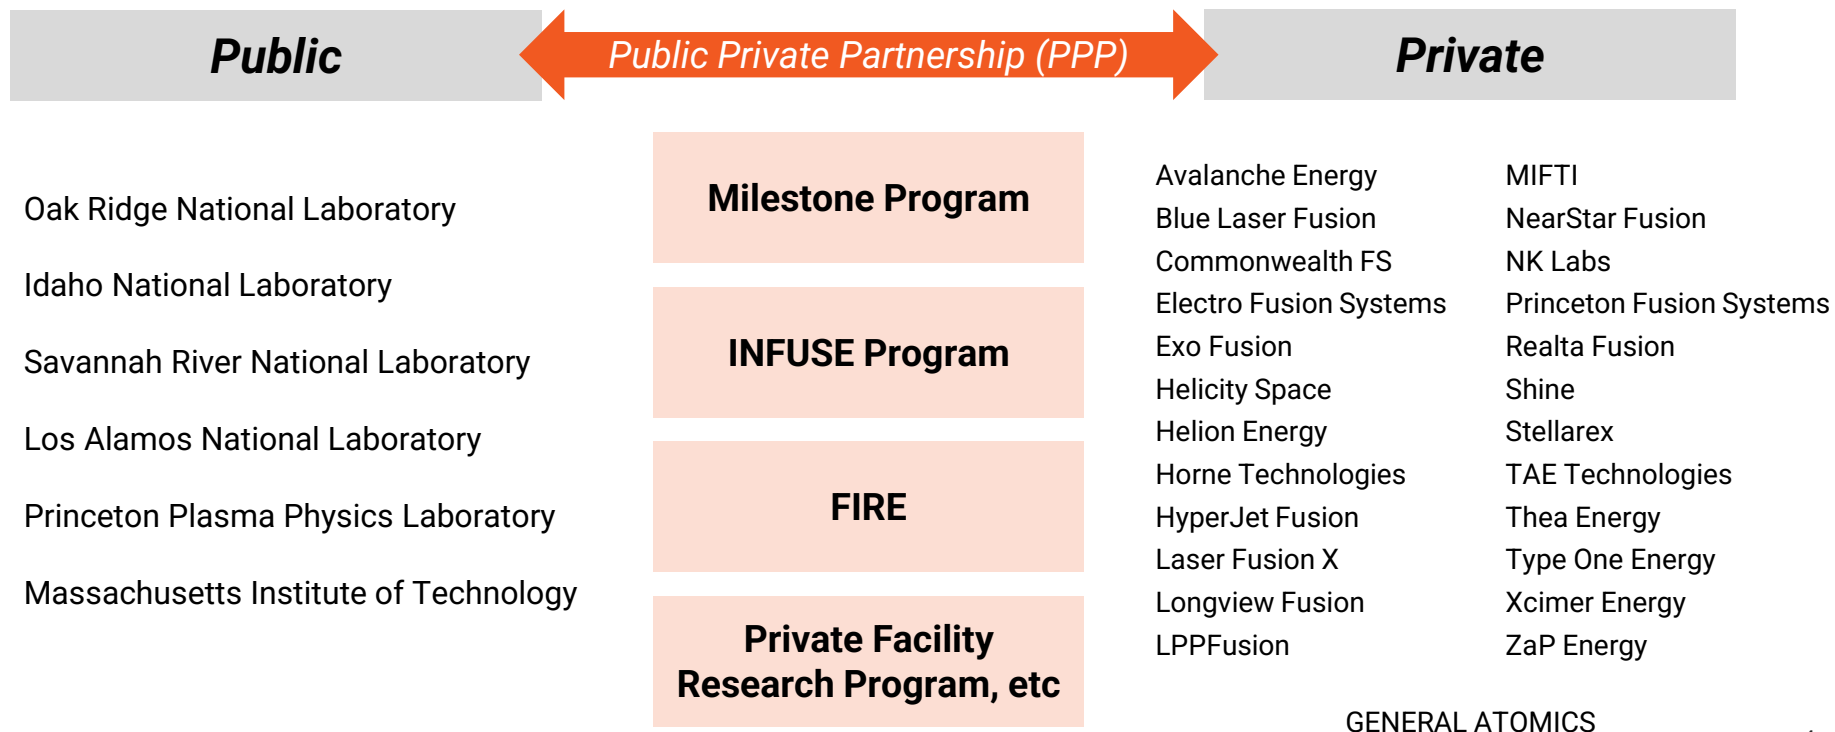 Public
Public Private Partnership (PPP)
Private
Oak Ridge National Laboratory
Idaho National Laboratory
Savannah River National Laboratory
Los Alamos National Laboratory
Princeton Plasma Physics Laboratory
Massachusetts Institute of Technology
Milestone Program
INFUSE Program
FIRE
Private Facility
Research Program, etc
Avalanche Energy
Blue Laser Fusion
Commonwealth FS
Electro Fusion Systems
Exo Fusion
Helicity Space
Helion Energy
Horne Technologies
HyperJet Fusion
Laser Fusion X
Longview Fusion
LPPFusion
MIFTI
NearStar Fusion
NK Labs
Princeton Fusion Systems
Realta Fusion
Shine
Stellarex
TAE Technologies
Thea Energy
Type One Energy
Xcimer Energy
ZaP Energy
GENERAL ATOMICS